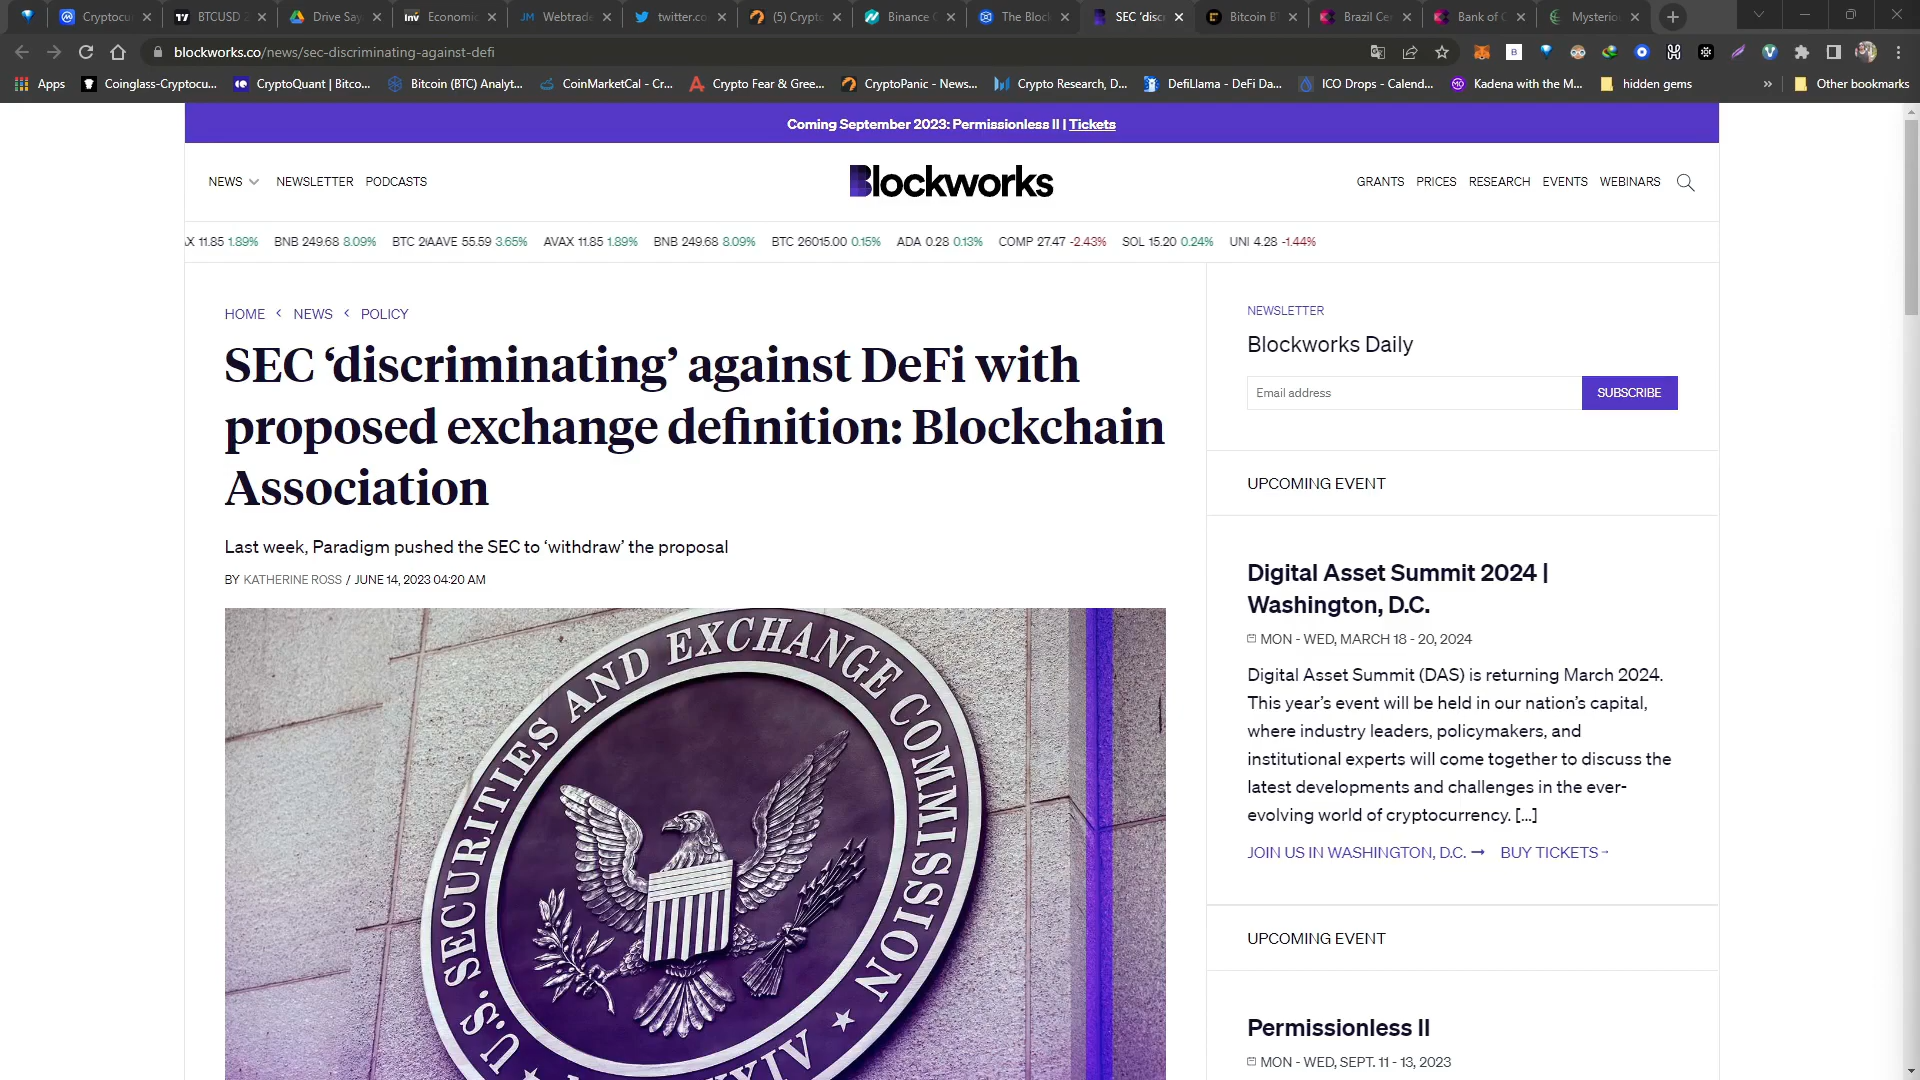 Cryptocu
BTCUSD 2
Drive Say
Inv Economic
JM Webtrade
twitter.co
(5) Crypto
Binance C
The Block
SEC ‘disc
Bitcoin B
Brazil Ce
Bank of C
Mysterio
blockworks.co/news/sec-discriminating-against-defi
Apps
Coinglass-Cryptocu...
CryptoQuant | Bitco...
Bitcoin (BTC) Analyt...
CoinMarketCal - Cr...
Crypto Fear & Gree...
CryptoPanic - News...
Crypto Research, D...
DefiLlama - DeFi Da...
ICO Drops - Calend...
Kadena with the M...
hidden gems
»
Other bookmarks
Coming September 2023: Permissionless II | Tickets
NEWS NEWSLETTER PODCASTS
Blockworks
GRANTS PRICES RESEARCH EVENTS WEBINARS
X 11.85 1.89% BNB 249.68 8.09% BTC 2 AAVE 55.59 3.65% AVAX 11.85 1.89% BNB 249.68 8.09% BTC 26015.00 0.15% ADA 0.28 0.13% COMP 27.47 -2.43% SOL 15.20 0.24% UNI 4.28 -1.44%
HOME < NEWS < POLICY
SEC ‘discriminating’ against DeFi with
proposed exchange definition: Blockchain
Association
Last week, Paradigm pushed the SEC to ‘withdraw’ the proposal
BY KATHERINE ROSS / JUNE 14, 2023 04:20 AM
U.S. SECURITIES AND EXCHANGE COMMISSION
NEWSLETTER
Blockworks Daily
Email address
SUBSCRIBE
UPCOMING EVENT
Digital Asset Summit 2024 |
Washington, D.C.
MON - WED, MARCH 18 - 20, 2024
Digital Asset Summit (DAS) is returning March 2024.
This year’s event will be held in our nation’s capital,
where industry leaders, policymakers, and
institutional experts will come together to discuss the
latest developments and challenges in the ever-
evolving world of cryptocurrency. [...]
JOIN US IN WASHINGTON, D.C. → BUY TICKETS →
UPCOMING EVENT
Permissionless II
MON - WED, SEPT. 11 - 13, 2023